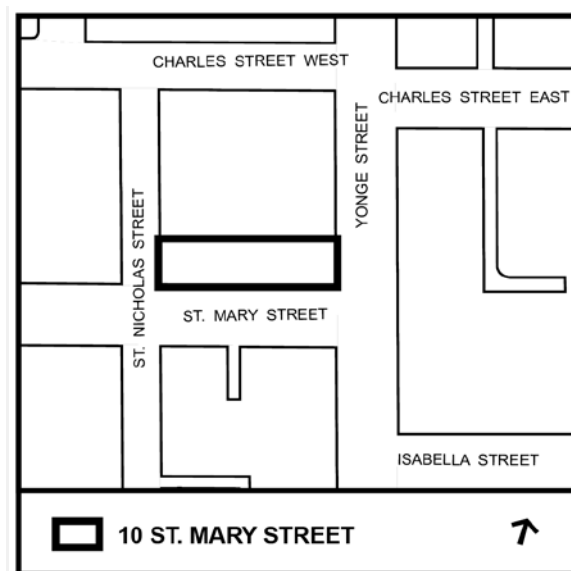 CHARLES STREET WEST
CHARLES STREET EAST
YONGE STREET
ST. NICHOLAS STREET
ST. MARY STREET
ISABELLA STREET
10 ST. MARY STREET